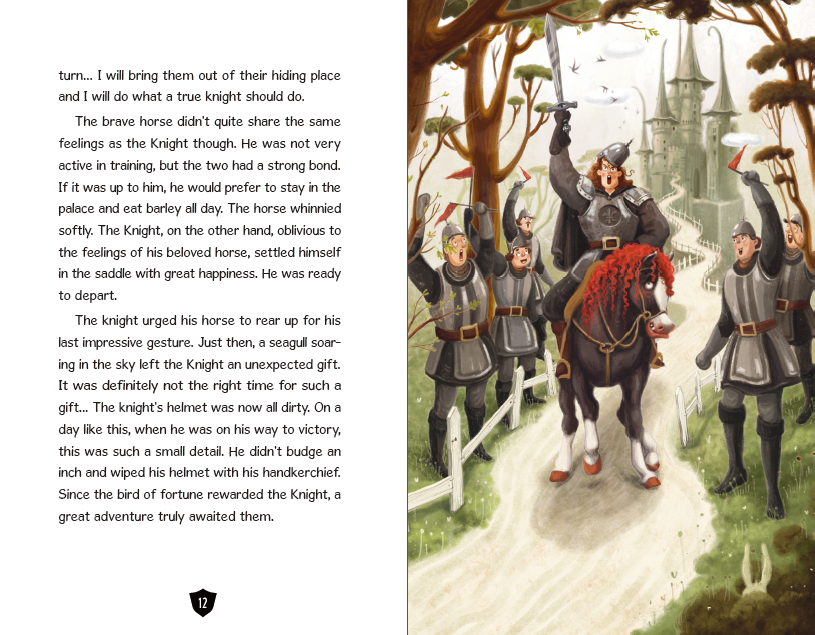 turn... I will bring them out of their hiding place
and I will do what a true knight should do.
The brave horse didn't quite share the same
feelings as the Knight though. He was not very
active in training, but the two had a strong bond.
If it was up to him, he would prefer to stay in the
palace and eat barley all day. The horse whinnied
softly. The Knight, on the other hand, oblivious to
the feelings of his beloved horse, settled himself
in the saddle with great happiness. He was ready
to depart.
The knight urged his horse to rear up for his
last impressive gesture. Just then, a seagull soar-
ing in the sky left the Knight an unexpected gift.
It was definitely not the right time for such a
gift... The knight's helmet was now all dirty. On a
day like this, when he was on his way to victory,
this was such a small detail. He didn't budge an
inch and wiped his helmet with his handkerchief.
Since the bird of fortune rewarded the Knight, a
great adventure truly awaited them.
12